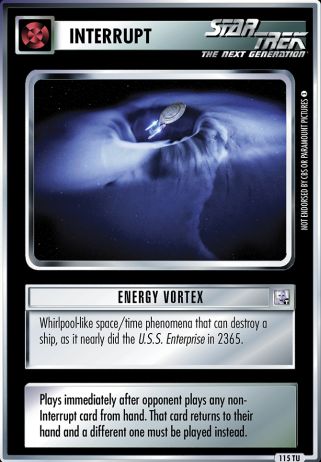 INTERRUPT
STAR TREK
THE NEXT GENERATION
NOT ENDORSED BY CBS OR PARAMOUNT PICTURES
ENERGY VORTEX
Whirlpool-like space/time phenomena that can destroy a
ship, as it nearly did the U.S.S. Enterprise in 2365.
Plays immediately after opponent plays any non-
Interrupt card from hand. That card returns to their
hand and a different one must be played instead.
115 TU